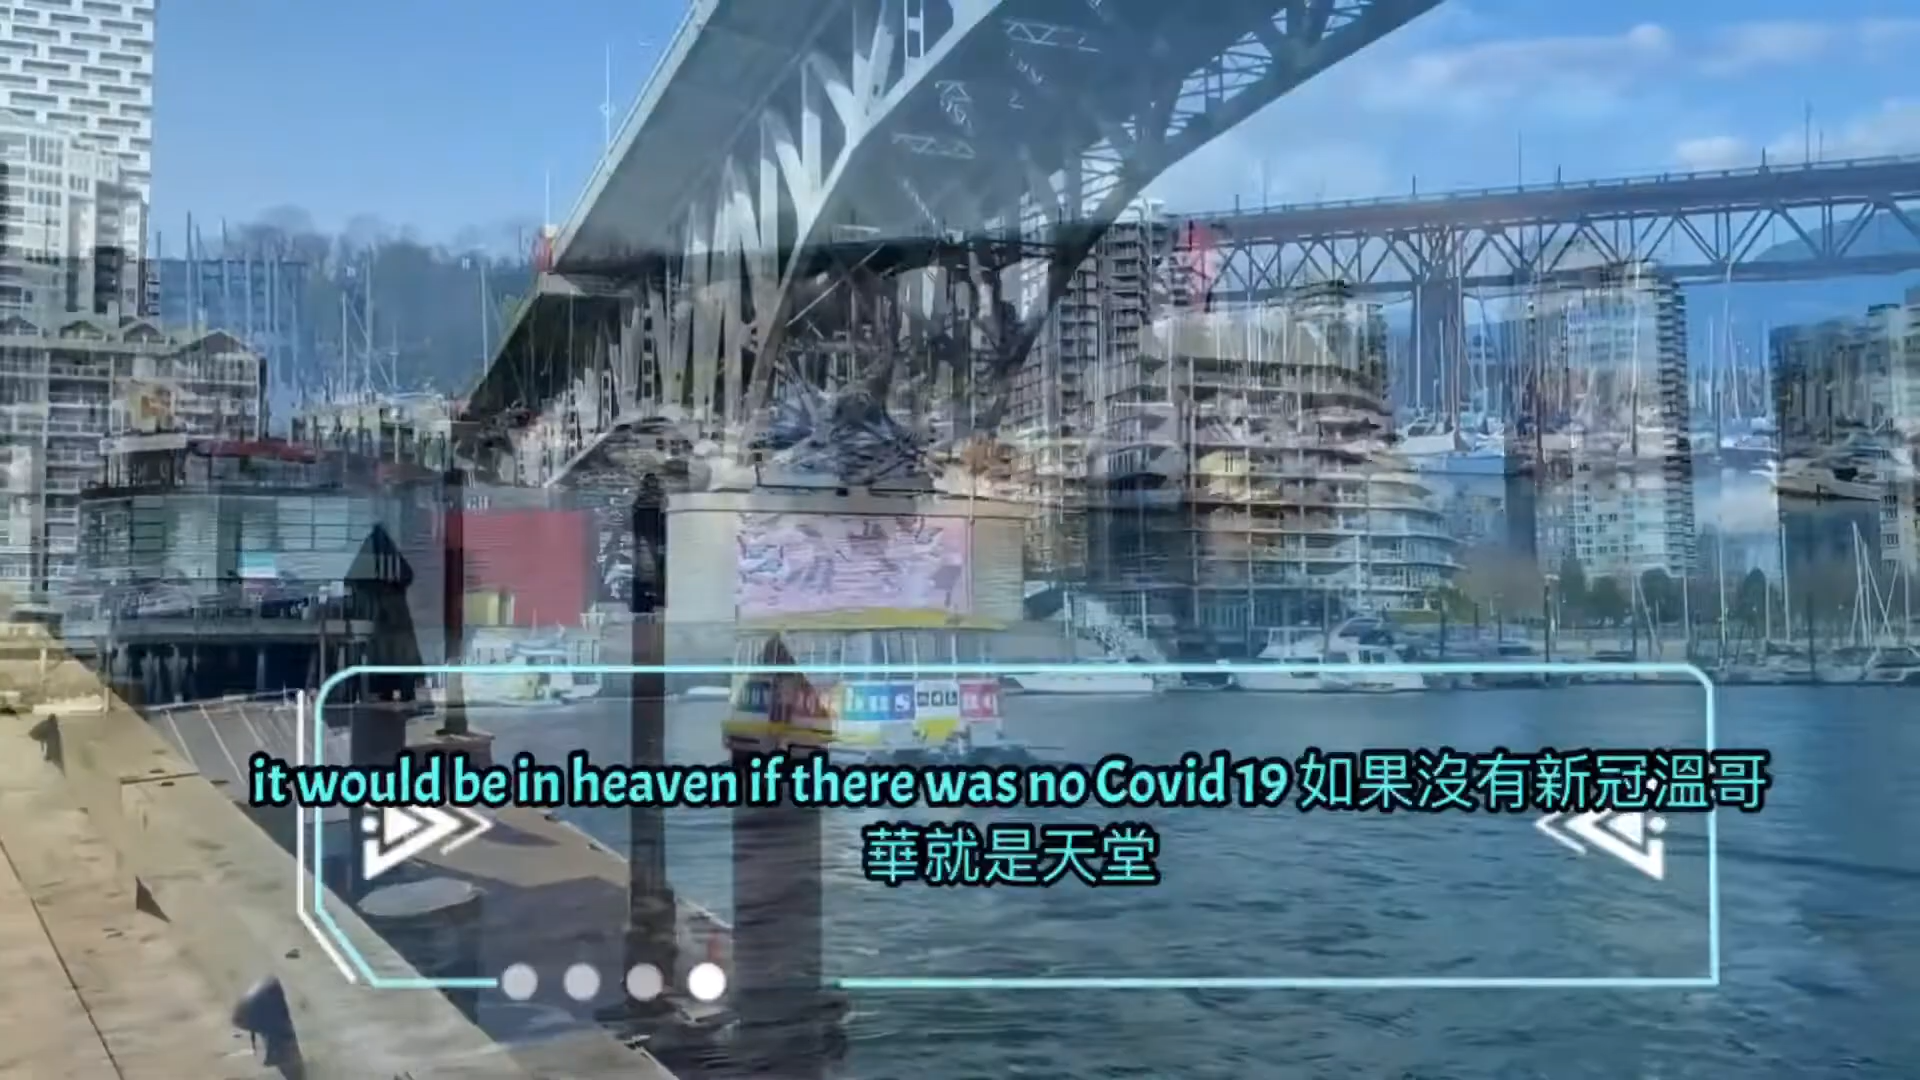 it would be in heaven if there was no Covid 19 如果沒有新冠溫哥
華就是天堂